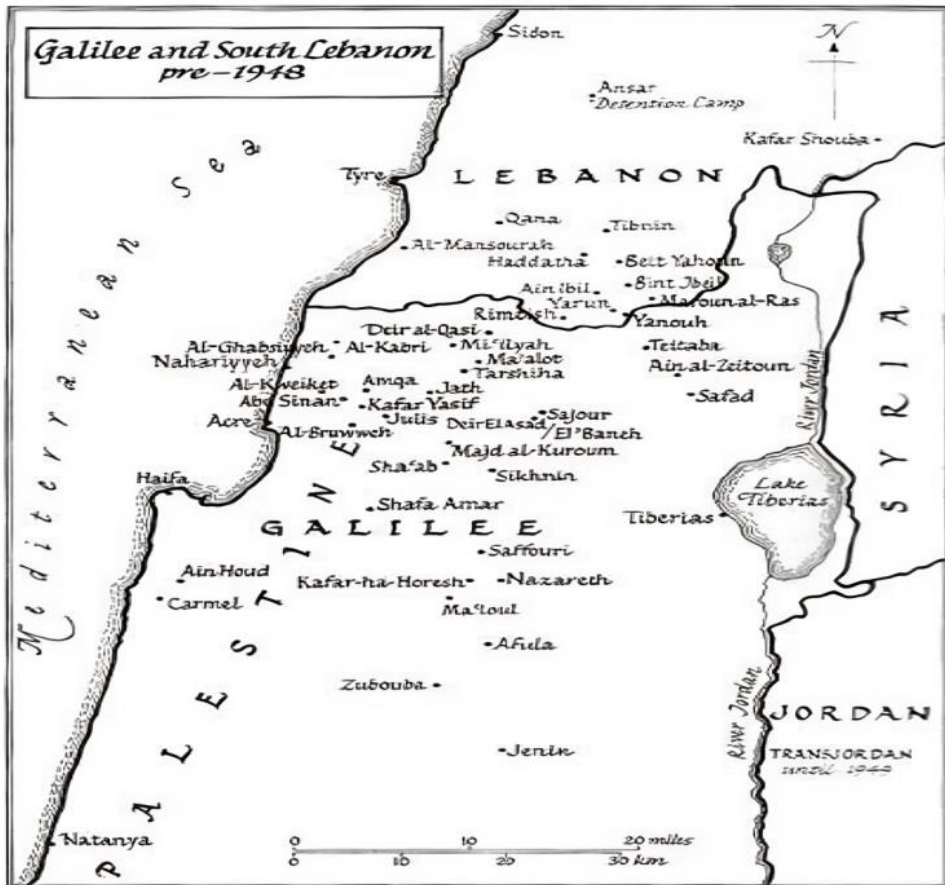 Galilee and South Lebanon
pre-1948
N
Sidon
Ansar
Detention Camp
Kafar Shouba
Mediterranean Sea
Tyre
LEBANON
Qana
Tibnin
Al-Mansourah
Haddatha
Beit Yahoun
Bint Jbeil
Ain ibil
Yarun
Maroun al-Ras
Rimeish
Yanouh
Deir al-Qasi
Al-Ghabsiyyeh
Al-Kabri
Mi'ilyah
Teitaba
Nahariyyeh
Ma'alot
Ain al-Zeitoun
Tarshiha
Al-Kweiket
Amqa
Jath
Safad
Abu Sinan
Kafar Yasif
Sajour
Acre
Julis
Deir El asad
/El'Baneh
Al-Bruwweh
Majd al-Kuroum
Sha'ab
Sikhnin
Haifa
Lake
Tiberias
River Jordan
SYRIA
Shafa Amar
Tiberias
GALILEE
PALESTINE
Saffouri
Ain Houd
Kafar-ha-Horesh
Nazareth
Carmel
Ma'loul
Afula
Zubouba
River Jordan
JORDAN
TRANSJORDAN
until 1949
Jenin
Natanya
0 10 20 miles
0 10 20 30 km